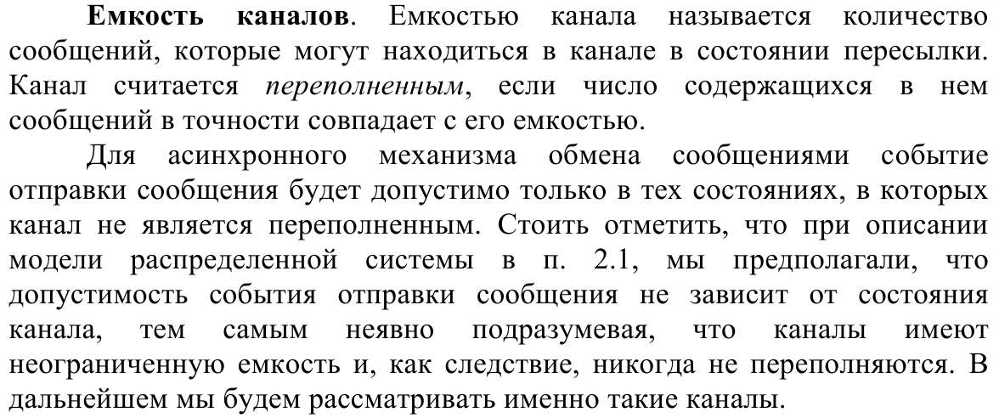 Емкость каналов. Емкостью канала называется количество
сообщений, которые могут находиться в канале в состоянии пересылки.
Канал считается переполненным, если число содержащихся в нем
сообщений в точности совпадает с его емкостью.
Для асинхронного механизма обмена сообщениями событие
отправки сообщения будет допустимо только в тех состояниях, в которых
канал не является переполненным. Стоить отметить, что при описании
модели распределенной системы в п. 2.1, мы предполагали, что
допустимость события отправки сообщения не зависит от состояния
канала, тем самым неявно подразумевая, что каналы имеют
неограниченную емкость и, как следствие, никогда не переполняются. В
дальнейшем мы будем рассматривать именно такие каналы.